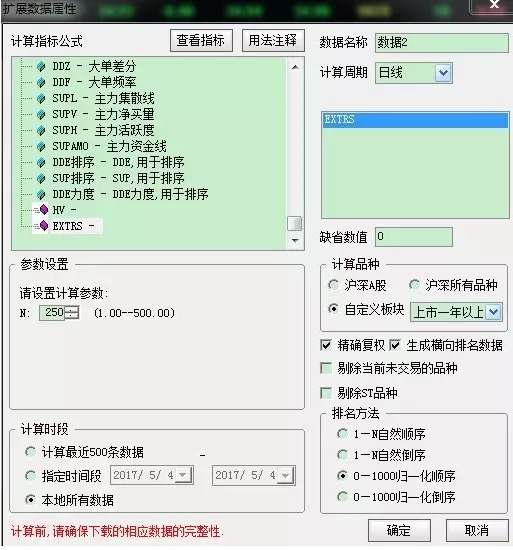 扩展数据属性
计算指标公式
查看指标
用法注释
DDZ - 大单差分
DDF - 大单频率
SUPL - 主力集散线
SUPV - 主力净买量
SUPH - 主力活跃度
SUPAMO - 主力资金线
DDE排序 - DDE,用于排序
SUP排序 - SUP,用于排序
DDE力度 - DDE力度,用于排序
HV -
EXTRS -
参数设置
请设置计算参数:
N: 250 (1.00--500.00)
计算时段
计算最近500条数据
指定时间段 2017/ 5/ 4 - 2017/ 5/ 4
本地所有数据
计算前,请确保下载的相应数据的完整性.
数据名称 数据2
计算周期 日线
EXTRS
缺省数值 0
计算品种
沪深A股
沪深所有品种
自定义板块 上市一年以上
精确复权
生成横向排名数据
剔除当前未交易的品种
剔除ST品种
排名方法
1—N自然顺序
1—N自然倒序
0—1000归一化顺序
0—1000归一化倒序
确定
取消